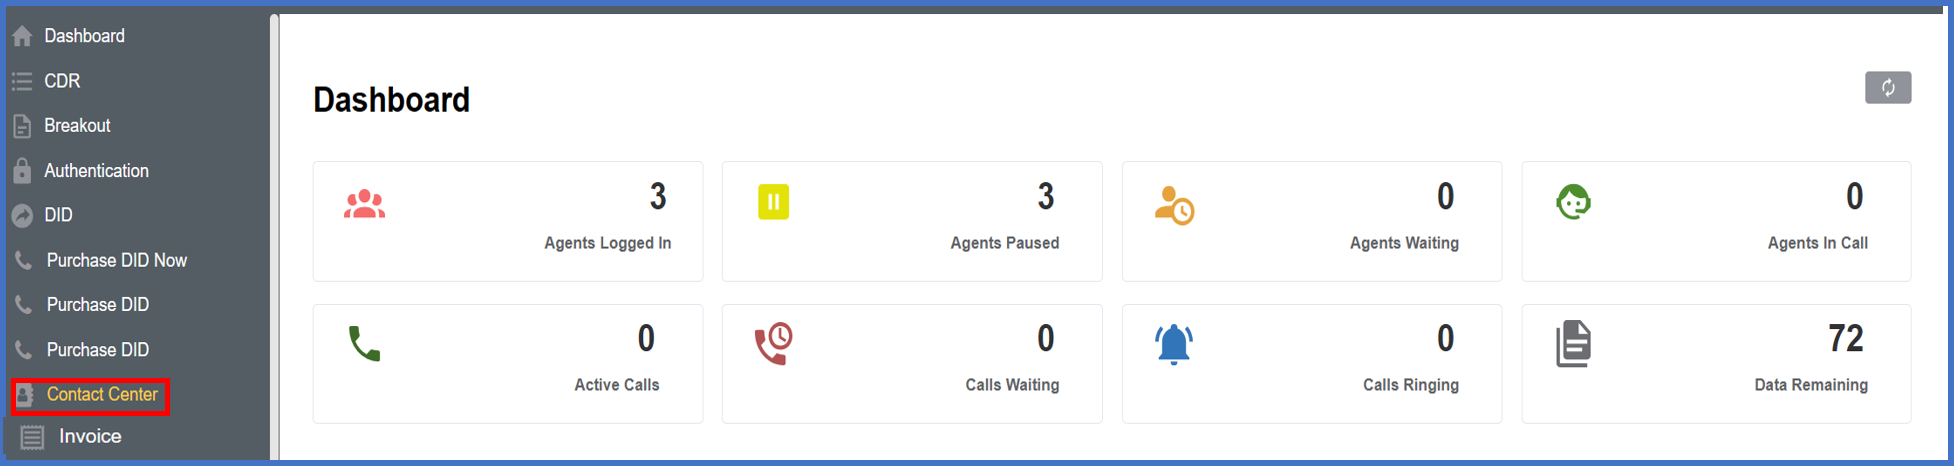 Dashboard
CDR
Breakout
Authentication
DID
Purchase DID Now
Purchase DID
Purchase DID
Contact Center
Invoice
Dashboard
3
Agents Logged In
3
Agents Paused
0
Agents Waiting
0
Agents In Call
0
Active Calls
0
Calls Waiting
0
Calls Ringing
72
Data Remaining